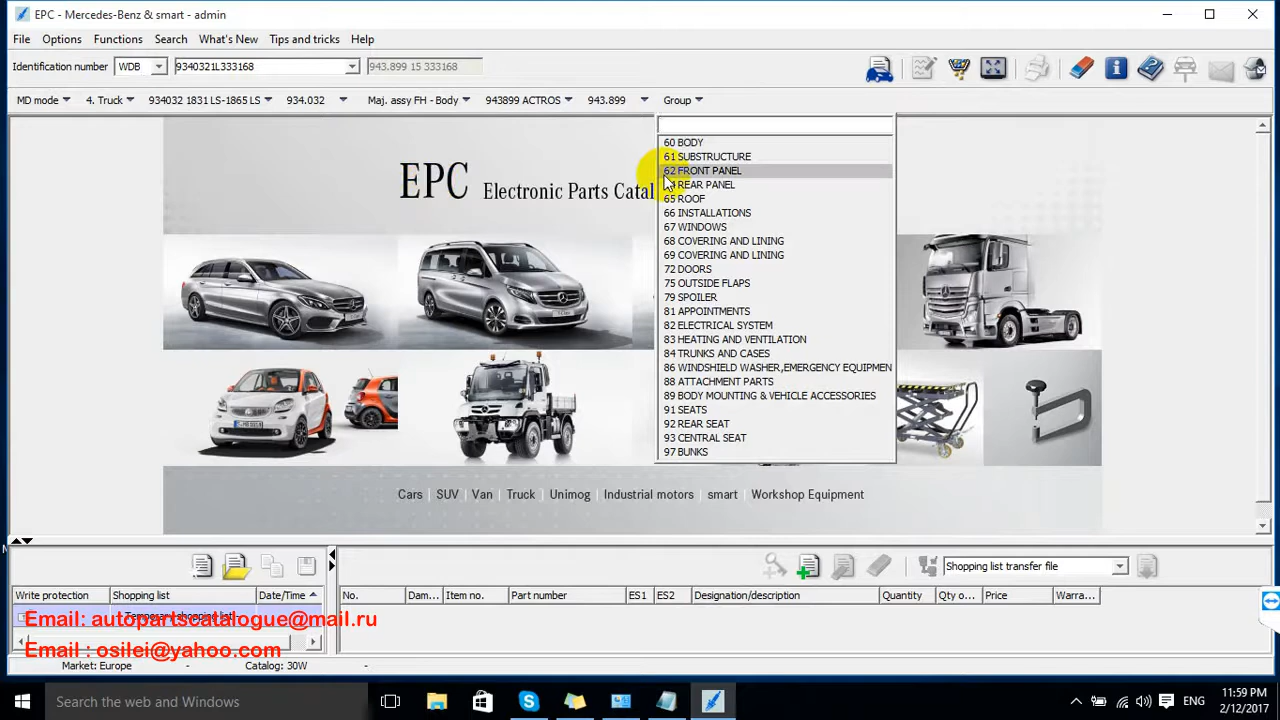 EPC - Mercedes-Benz & smart - admin
File Options Functions Search What's New Tips and tricks Help
Identification number WDB 9340321L333168 943.899 15 333168
MD mode 4. Truck 934032 1831 LS-1865 LS 934.032 Maj. assy FH - Body 943899 ACTROS 943.899 Group
60 BODY
61 SUBSTRUCTURE
62 FRONT PANEL
REAR PANEL
65 ROOF
66 INSTALLATIONS
67 WINDOWS
68 COVERING AND LINING
69 COVERING AND LINING
72 DOORS
75 OUTSIDE FLAPS
79 SPOILER
81 APPOINTMENTS
82 ELECTRICAL SYSTEM
83 HEATING AND VENTILATION
84 TRUNKS AND CASES
86 WINDSHIELD WASHER,EMERGENCY EQUIPMEN
88 ATTACHMENT PARTS
89 BODY MOUNTING & VEHICLE ACCESSORIES
91 SEATS
92 REAR SEAT
93 CENTRAL SEAT
97 BUNKS
EPC Electronic Parts Catal
Cars | SUV | Van | Truck | Unimog | Industrial motors | smart | Workshop Equipment
Shopping list transfer file
Write protection Shopping list Date/Time
No. Dam... Item no. Part number ES1 ES2 Designation/description Quantity Qty o... Price Warra...
Temporary shopping list
Email: autopartscatalogue@mail.ru
Email : osilei@yahoo.com
Market: Europe - Catalog: 30W -
Search the web and Windows
ENG
11:59 PM
2/12/2017